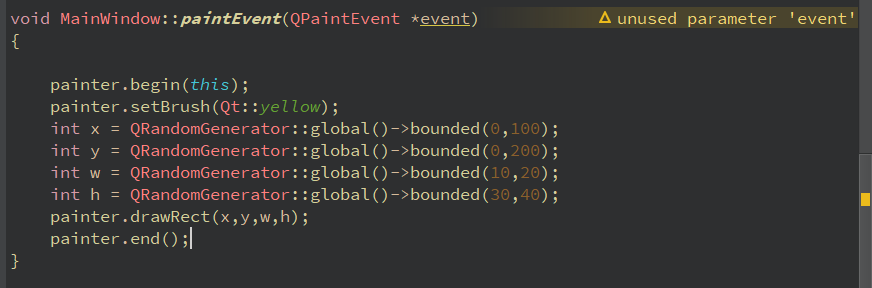 void MainWindow::paintEvent(QPaintEvent *event) unused parameter 'event'
{
painter.begin(this);
painter.setBrush(Qt::yellow);
int x = QRandomGenerator::global()->bounded(0,100);
int y = QRandomGenerator::global()->bounded(0,200);
int w = QRandomGenerator::global()->bounded(10,20);
int h = QRandomGenerator::global()->bounded(30,40);
painter.drawRect(x,y,w,h);
painter.end();
}